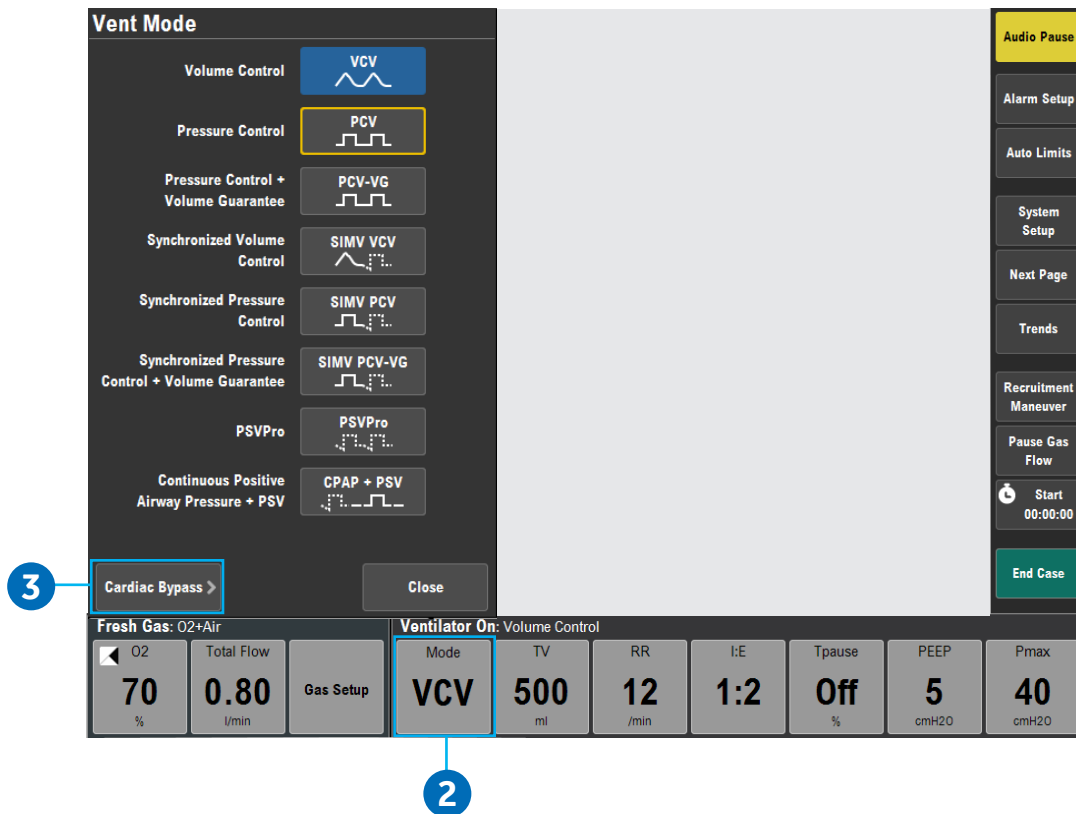 Vent Mode
Volume Control
VCV
Pressure Control
PCV
Pressure Control +
Volume Guarantee
PCV-VG
Synchronized Volume
Control
SIMV VCV
Synchronized Pressure
Control
SIMV PCV
Synchronized Pressure
Control + Volume Guarantee
SIMV PCV-VG
PSVPro
PSVPro
Continuous Positive
Airway Pressure + PSV
CPAP + PSV
3
Cardiac Bypass >
Close
Audio Pause
Alarm Setup
Auto Limits
System
Setup
Next Page
Trends
Recruitment
Maneuver
Pause Gas
Flow
Start
00:00:00
End Case
Fresh Gas: O2+Air
O2
70
%
Total Flow
0.80
l/min
Gas Setup
Ventilator On: Volume Control
Mode
VCV
TV
500
ml
RR
12
/min
I:E
1:2
Tpause
Off
%
PEEP
5
cmH2O
Pmax
40
cmH2O
2